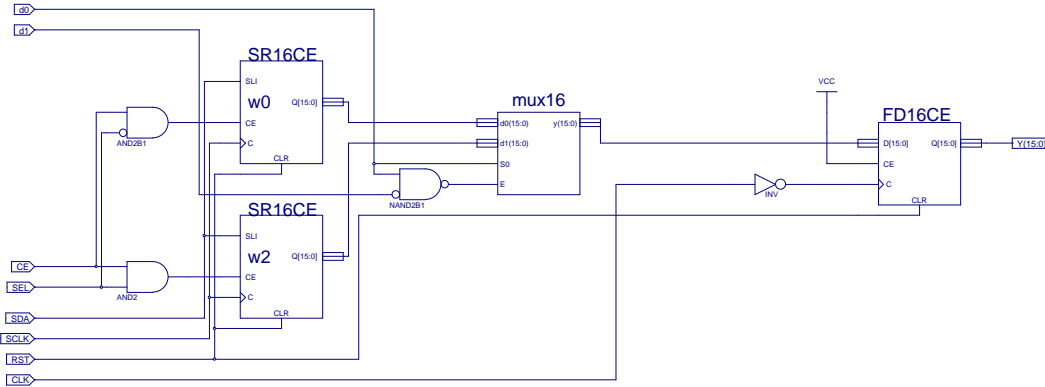 d0
d1
SR16CE
SLI
w0
Q[15:0]
CE
C
CLR
AND2B1
mux16
d0(15:0)
y(15:0)
d1(15:0)
S0
E
NAND2B1
VCC
FD16CE
D[15:0]
Q[15:0]
CE
C
CLR
INV
Y(15:0)
SR16CE
SLI
w2
Q[15:0]
CE
C
CLR
AND2
CE
SEL
SDA
SCLK
RST
CLK